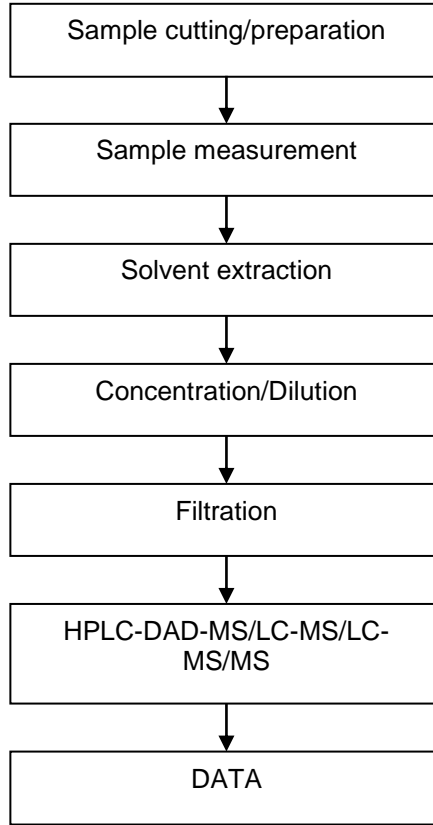 Sample cutting/preparation
Sample measurement
Solvent extraction
Concentration/Dilution
Filtration
HPLC-DAD-MS/LC-MS/LC-
MS/MS
DATA